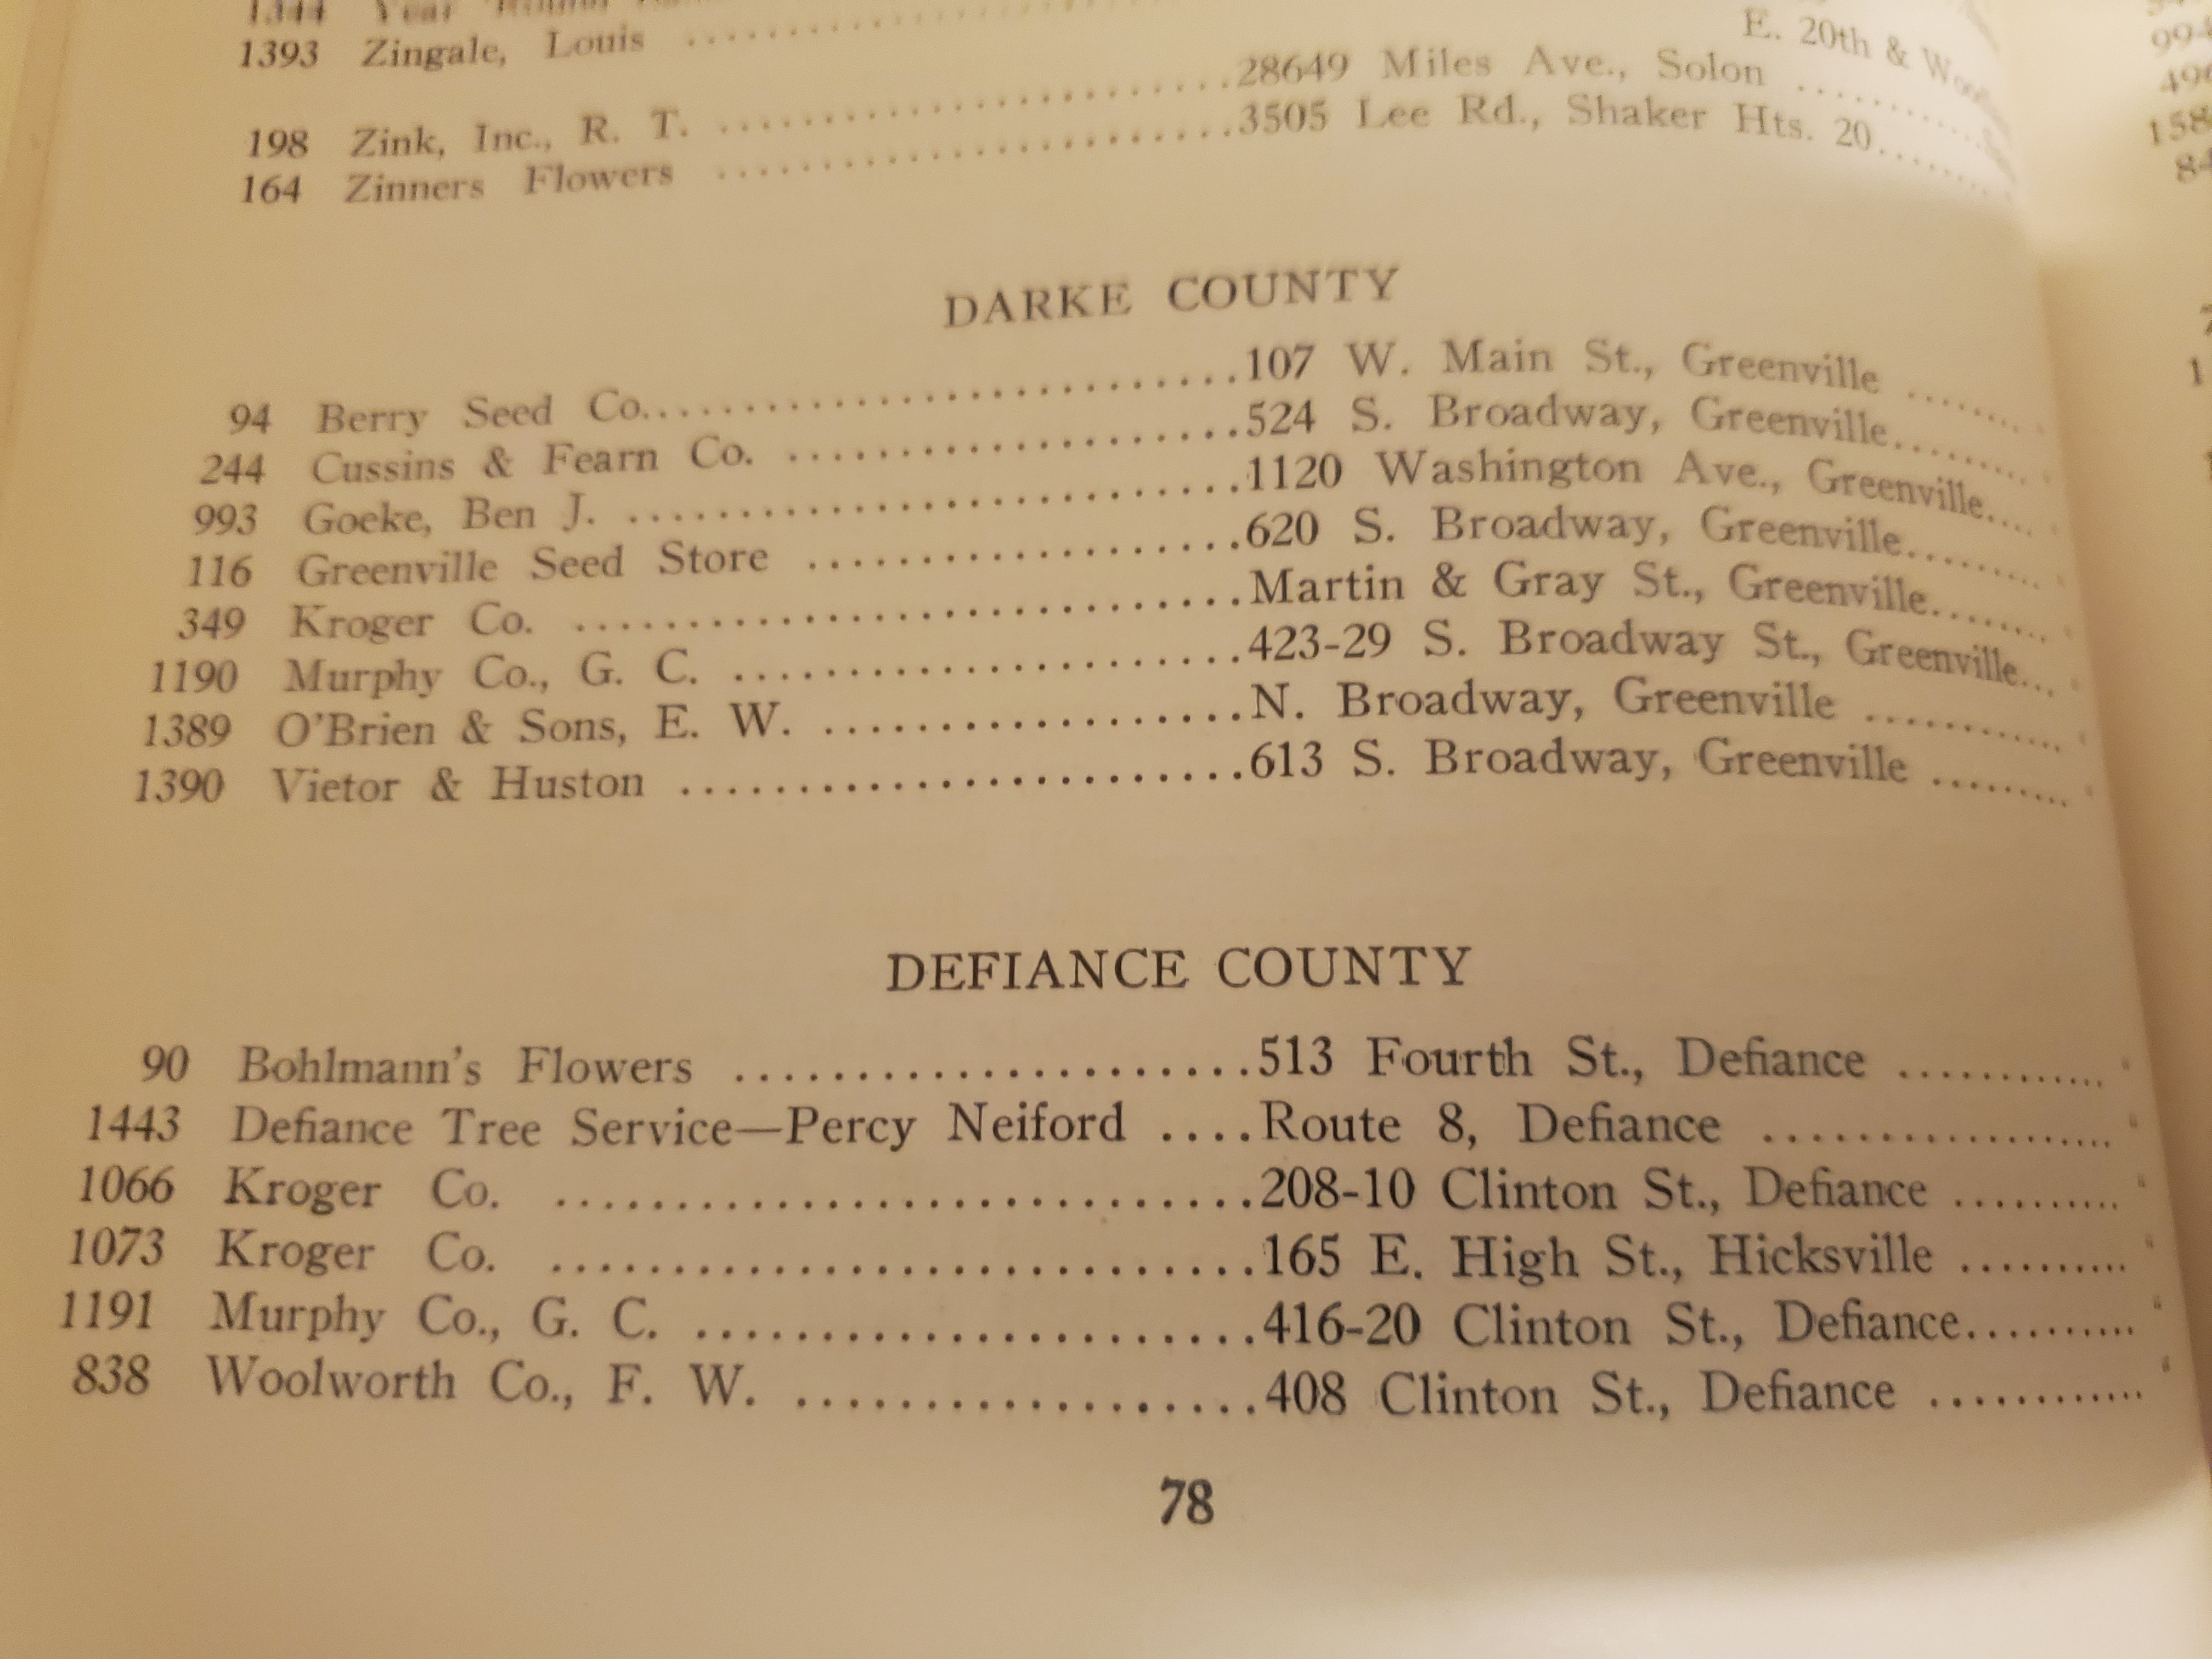 1344 Year Round
1393 Zingale, Louis .................... E. 20th &
198 Zink, Inc., R. T. .................... 28649 Miles Ave., Solon ..........
164 Zinners Flowers .................... 3505 Lee Rd., Shaker Hts. 20..........
DARKE COUNTY
94 Berry Seed Co........................107 W. Main St., Greenville ..........
244 Cussins & Fearn Co. ....................524 S. Broadway, Greenville..........
993 Goeke, Ben J. ..........................1120 Washington Ave., Greenville....
116 Greenville Seed Store ...................620 S. Broadway, Greenville..........
349 Kroger Co. ............................Martin & Gray St., Greenville........
1190 Murphy Co., G. C. ......................423-29 S. Broadway St., Greenville...
1389 O'Brien & Sons, E. W. ..................N. Broadway, Greenville ............
1390 Vietor & Huston ........................613 S. Broadway, Greenville .........
DEFIANCE COUNTY
90 Bohlmann's Flowers ......................513 Fourth St., Defiance ............
1443 Defiance Tree Service—Percy Neiford ....Route 8, Defiance ...................
1066 Kroger Co. .............................208-10 Clinton St., Defiance ..........
1073 Kroger Co. .............................165 E. High St., Hicksville ..........
1191 Murphy Co., G. C. ......................416-20 Clinton St., Defiance..........
838 Woolworth Co., F. W. ...................408 Clinton St., Defiance ............
78